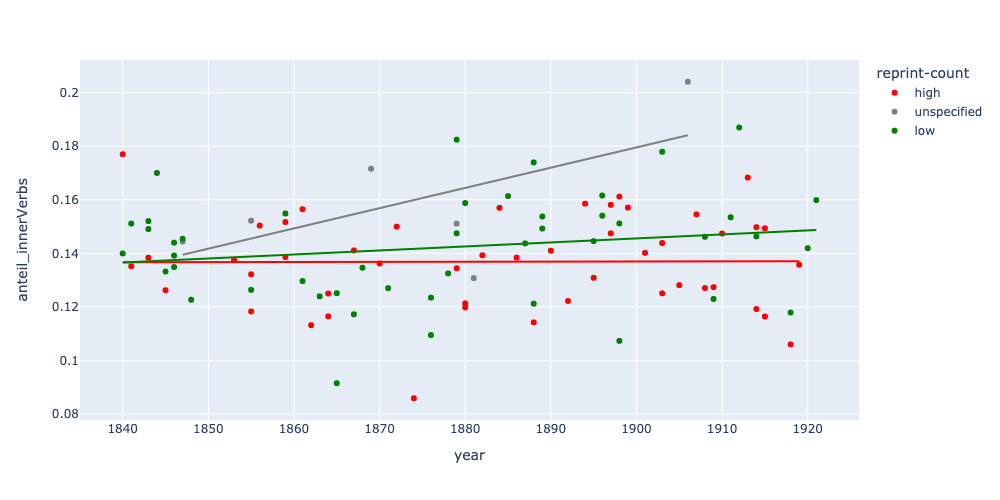 reprint-count
high
unspecified
low
anteil_innerVerbs
0.2
0.18
0.16
0.14
0.12
0.1
0.08
1840 1850 1860 1870 1880 1890 1900 1910 1920
year